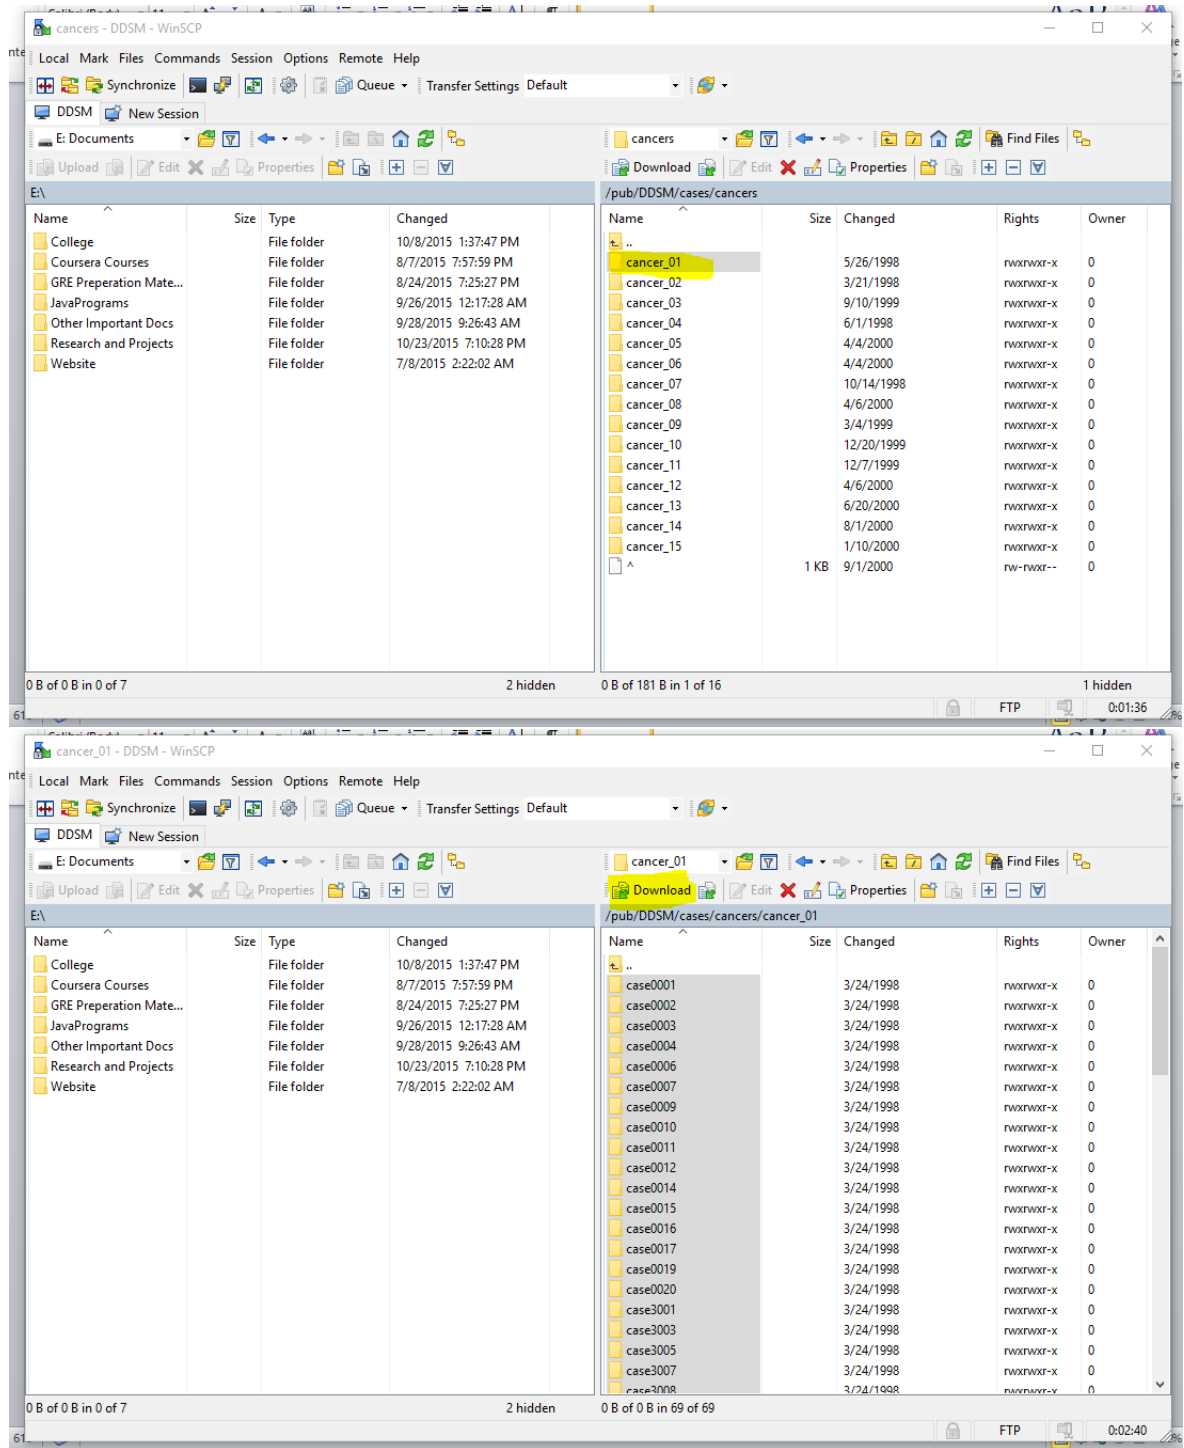 cancers - DDSM - WinSCP
Local Mark Files Commands Session Options Remote Help
Synchronize Queue Transfer Settings Default
DDSM New Session
E: Documents cancers Find Files
Upload Edit Properties Download Edit Properties
E:\ /pub/DDSM/cases/cancers
Name Size Type Changed Name Size Changed Rights Owner
College File folder 10/8/2015 1:37:47 PM ..
Coursera Courses File folder 8/7/2015 7:57:59 PM cancer_01 5/26/1998 rwxrwxr-x 0
GRE Preperation Mate... File folder 8/24/2015 7:25:27 PM cancer_02 3/21/1998 rwxrwxr-x 0
JavaPrograms File folder 9/26/2015 12:17:28 AM cancer_03 9/10/1999 rwxrwxr-x 0
Other Important Docs File folder 9/28/2015 9:26:43 AM cancer_04 6/1/1998 rwxrwxr-x 0
Research and Projects File folder 10/23/2015 7:10:28 PM cancer_05 4/4/2000 rwxrwxr-x 0
Website File folder 7/8/2015 2:22:02 AM cancer_06 4/4/2000 rwxrwxr-x 0
cancer_07 10/14/1998 rwxrwxr-x 0
cancer_08 4/6/2000 rwxrwxr-x 0
cancer_09 3/4/1999 rwxrwxr-x 0
cancer_10 12/20/1999 rwxrwxr-x 0
cancer_11 12/7/1999 rwxrwxr-x 0
cancer_12 4/6/2000 rwxrwxr-x 0
cancer_13 6/20/2000 rwxrwxr-x 0
cancer_14 8/1/2000 rwxrwxr-x 0
cancer_15 1/10/2000 rwxrwxr-x 0
^ 1 KB 9/1/2000 rw-rwxr-- 0
0 B of 0 B in 0 of 7 2 hidden 0 B of 181 B in 1 of 16 1 hidden
FTP 0:01:36
cancer_01 - DDSM - WinSCP
Local Mark Files Commands Session Options Remote Help
Synchronize Queue Transfer Settings Default
DDSM New Session
E: Documents cancer_01 Find Files
Upload Edit Properties Download Edit Properties
E:\ /pub/DDSM/cases/cancers/cancer_01
Name Size Type Changed Name Size Changed Rights Owner
College File folder 10/8/2015 1:37:47 PM ..
Coursera Courses File folder 8/7/2015 7:57:59 PM case0001 3/24/1998 rwxrwxr-x 0
GRE Preperation Mate... File folder 8/24/2015 7:25:27 PM case0002 3/24/1998 rwxrwxr-x 0
JavaPrograms File folder 9/26/2015 12:17:28 AM case0003 3/24/1998 rwxrwxr-x 0
Other Important Docs File folder 9/28/2015 9:26:43 AM case0004 3/24/1998 rwxrwxr-x 0
Research and Projects File folder 10/23/2015 7:10:28 PM case0006 3/24/1998 rwxrwxr-x 0
Website File folder 7/8/2015 2:22:02 AM case0007 3/24/1998 rwxrwxr-x 0
case0009 3/24/1998 rwxrwxr-x 0
case0010 3/24/1998 rwxrwxr-x 0
case0011 3/24/1998 rwxrwxr-x 0
case0012 3/24/1998 rwxrwxr-x 0
case0014 3/24/1998 rwxrwxr-x 0
case0015 3/24/1998 rwxrwxr-x 0
case0016 3/24/1998 rwxrwxr-x 0
case0017 3/24/1998 rwxrwxr-x 0
case0019 3/24/1998 rwxrwxr-x 0
case0020 3/24/1998 rwxrwxr-x 0
case3001 3/24/1998 rwxrwxr-x 0
case3003 3/24/1998 rwxrwxr-x 0
case3005 3/24/1998 rwxrwxr-x 0
case3007 3/24/1998 rwxrwxr-x 0
case3008 3/24/1998 rwxrwxr-x 0
0 B of 0 B in 0 of 7 2 hidden 0 B of 0 B in 69 of 69
FTP 0:02:40